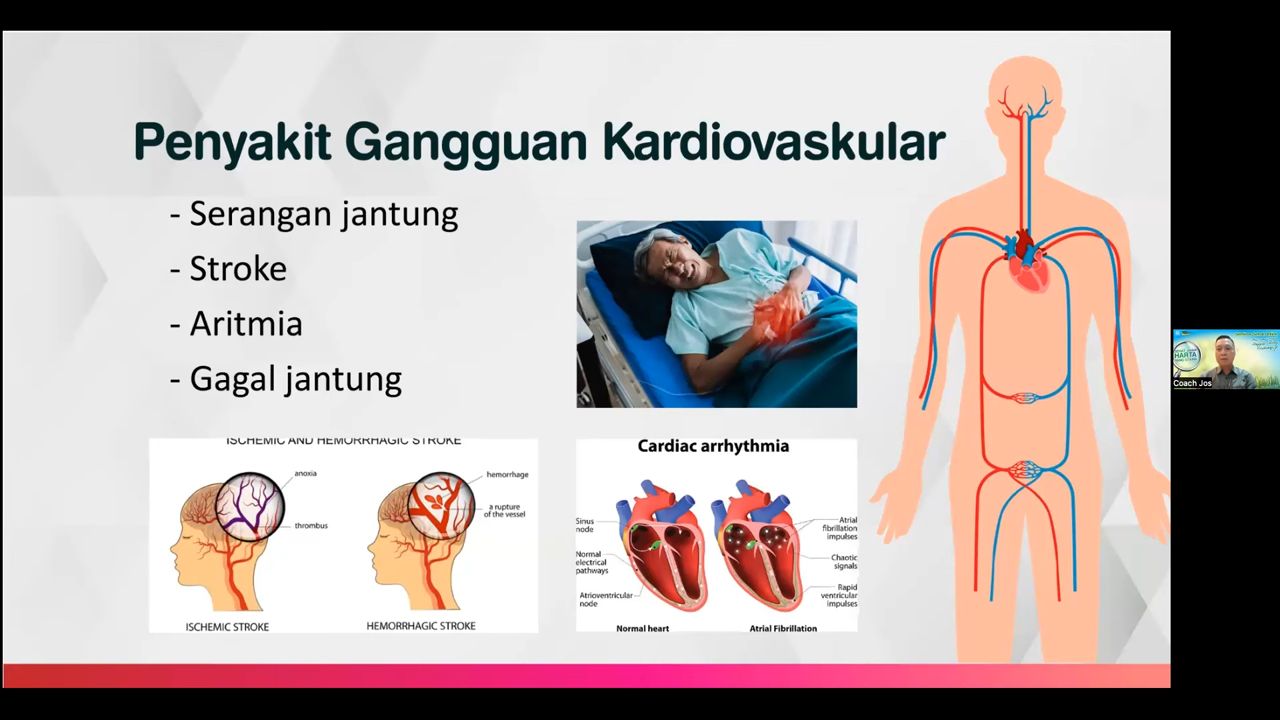 Penyakit Gangguan Kardiovaskular
- Serangan jantung
- Stroke
- Aritmia
- Gagal jantung
ISCHEMIC AND HEMORRHAGIC STROKE
anoxia
thrombus
ISCHEMIC STROKE
hemorrhage
a rupture
of the vessel
HEMORRHAGIC STROKE
Cardiac arrhythmia
Sinus
node
Normal
electrical
pathways
Atrioventricular
node
Normal heart
Atrial
fibrillation
impulses
Chaotic
signals
Rapid
ventricular
impulses
Atrial Fibrillation
HARTA
Coach Jos